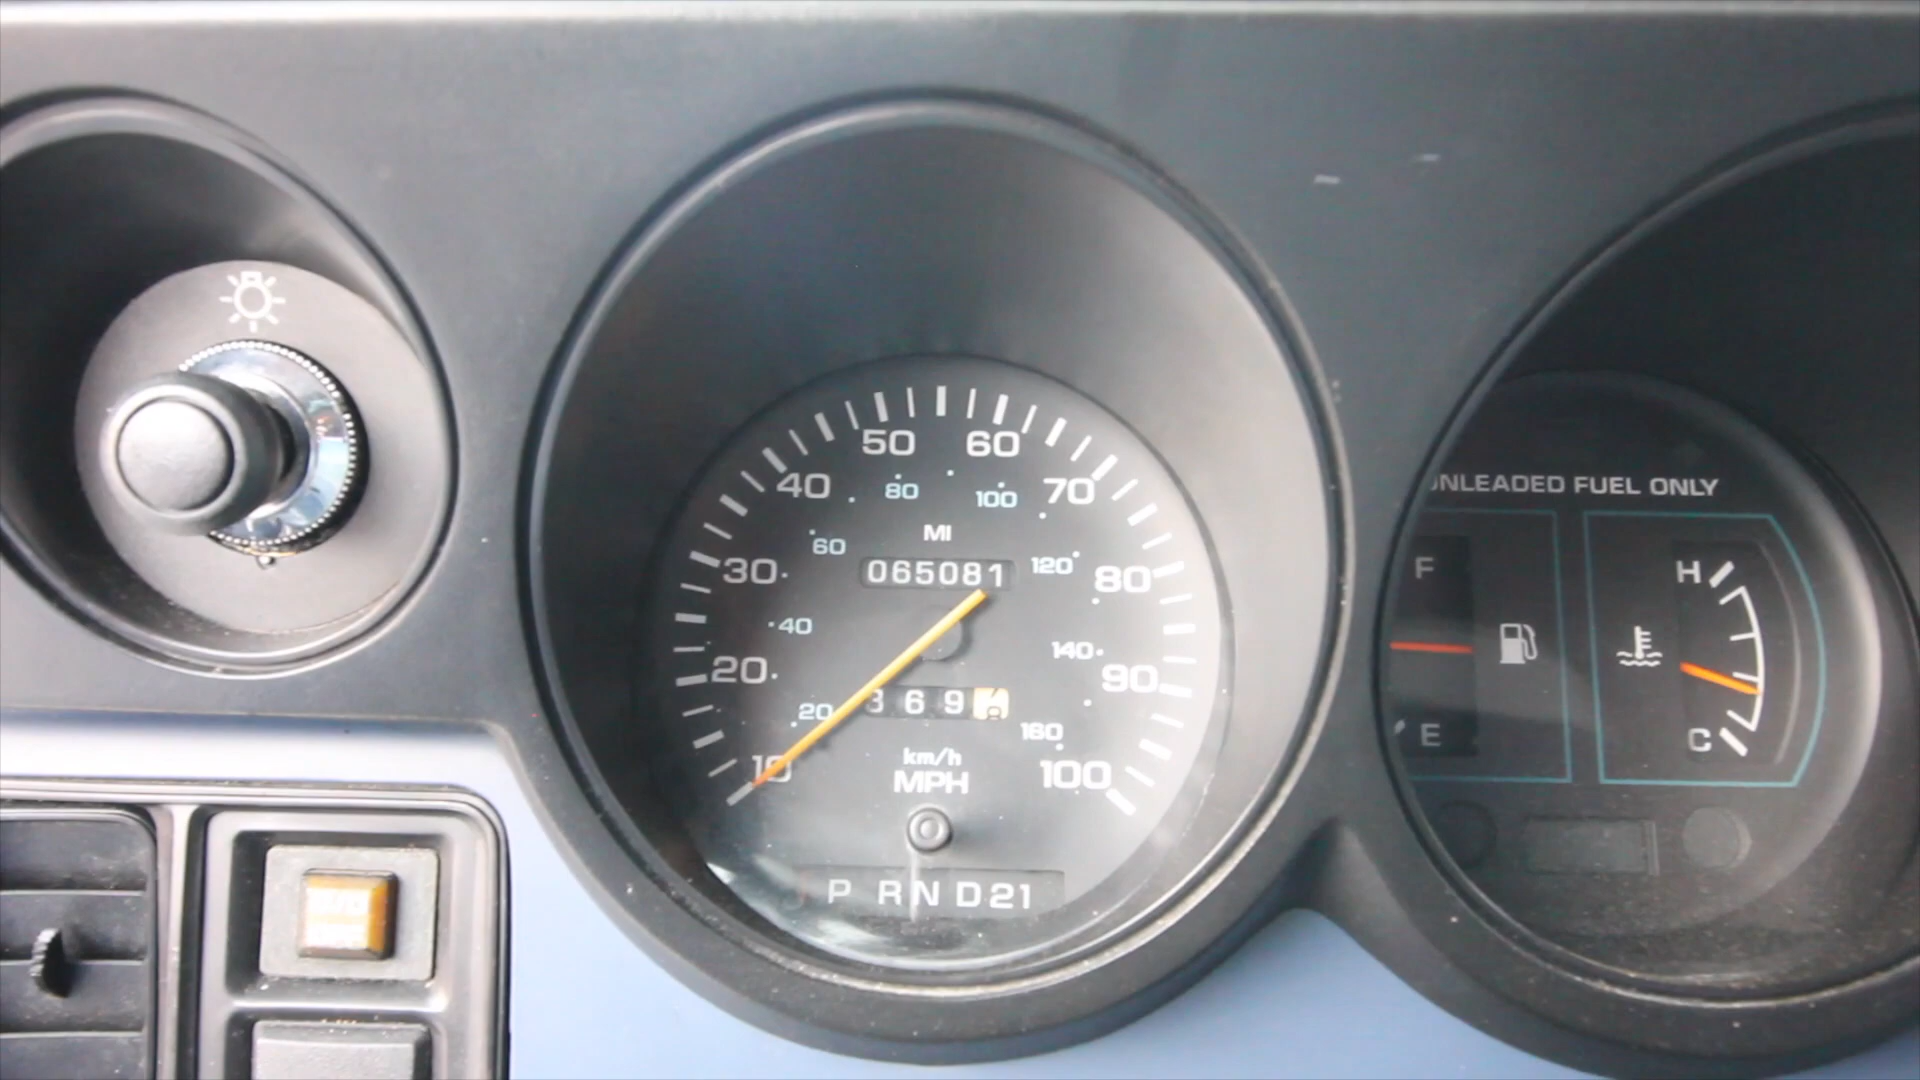 50 60
40 80 100 70
MI
60
30 065081 120 80
40
20 140 90
20 369
160
10 km/h 100
MPH
P R N D 2 1
UNLEADED FUEL ONLY
F H
E C